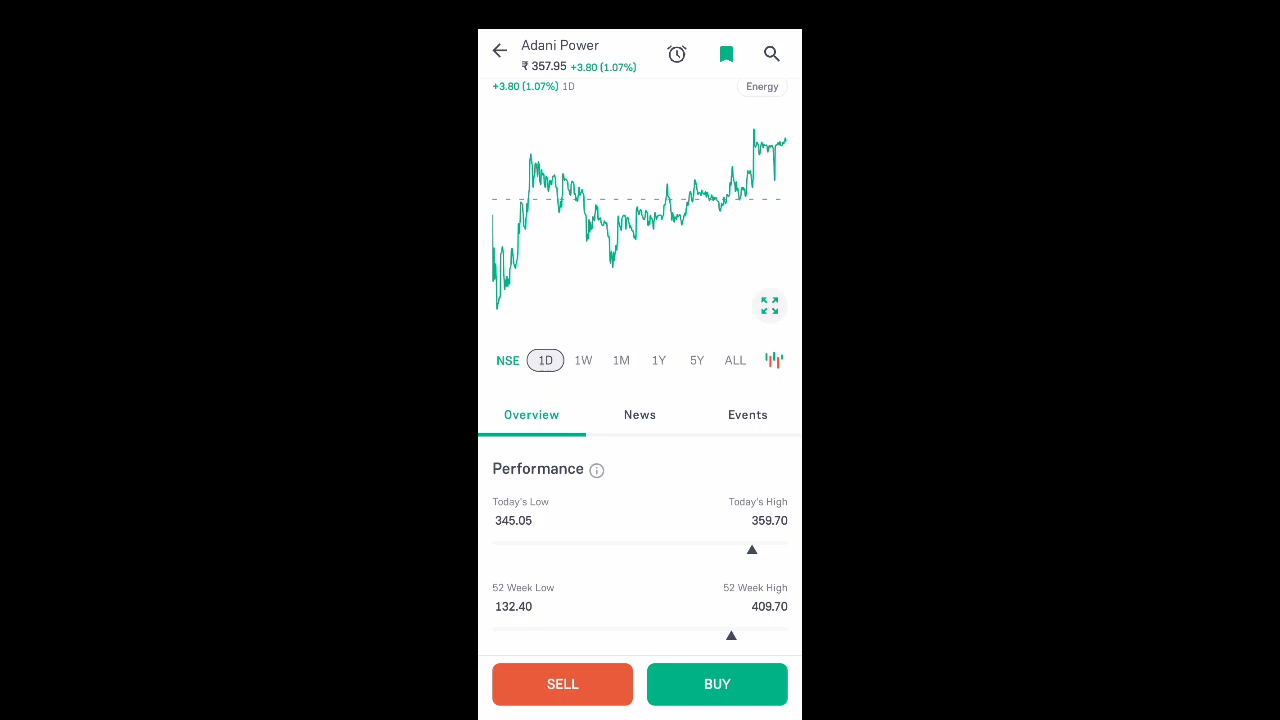 Adani Power
₹ 357.95 +3.80 (1.07%)
+3.80 (1.07%) 1D
Energy
NSE 1D 1W 1M 1Y 5Y ALL
Overview News Events
Performance
Today's Low Today's High
345.05 359.70
52 Week Low 52 Week High
132.40 409.70
SELL BUY